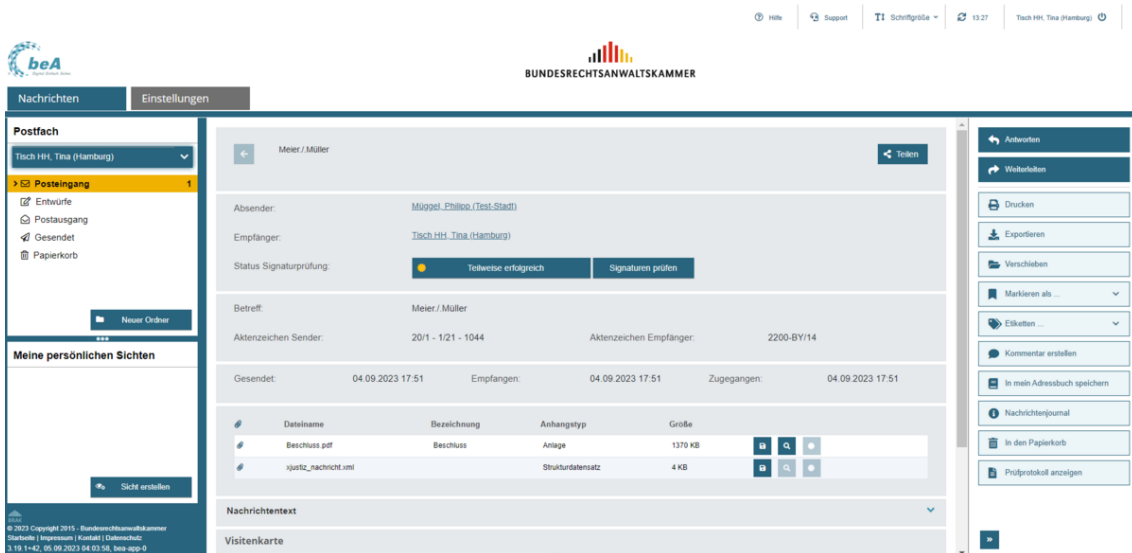 Hilfe
Support
Schriftgröße
13:27
Tisch HH, Tina (Hamburg)
beA
BUNDESRECHTSANWALTSKAMMER
Nachrichten
Einstellungen
Postfach
Tisch HH, Tina (Hamburg)
Posteingang 1
Entwürfe
Postausgang
Gesendet
Papierkorb
Neuer Ordner
Meine persönlichen Sichten
Sicht erstellen
BRAK
© 2023 Copyright 2015 - Bundesrechtsanwaltskammer
Startseite | Impressum | Kontakt | Datenschutz
3.19.1+42, 05.09.2023 04:03:58, bea-app-0
Meier./.Müller
Teilen
Absender: Müggel, Philipp (Test-Stadt)
Empfänger: Tisch HH, Tina (Hamburg)
Status Signaturprüfung: Teilweise erfolgreich Signaturen prüfen
Betreff: Meier./.Müller
Aktenzeichen Sender: 20/1 - 1/21 - 1044 Aktenzeichen Empfänger: 2200-BY/14
Gesendet: 04.09.2023 17:51 Empfangen: 04.09.2023 17:51 Zugegangen: 04.09.2023 17:51
Dateiname Bezeichnung Anhangstyp Größe
Beschluss.pdf Beschluss Anlage 1370 KB
xjustiz_nachricht.xml Strukturdatensatz 4 KB
Nachrichtentext
Visitenkarte
Antworten
Weiterleiten
Drucken
Exportieren
Verschieben
Markieren als ...
Etiketten ...
Kommentar erstellen
In mein Adressbuch speichern
Nachrichtenjournal
In den Papierkorb
Prüfprotokoll anzeigen